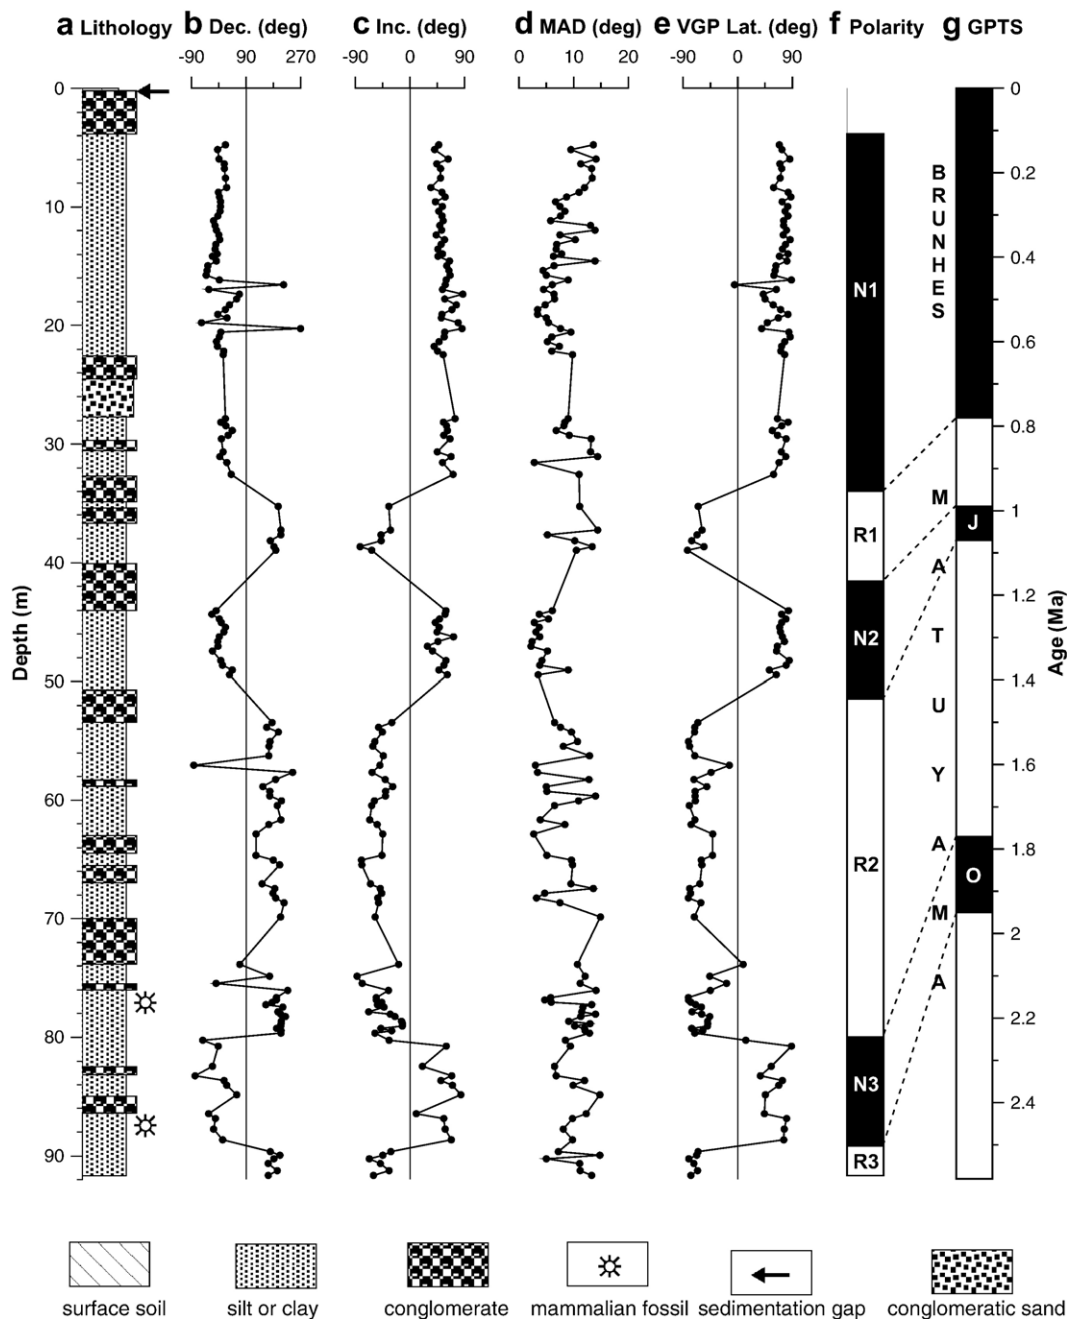 a Lithology b Dec. (deg) c Inc. (deg) d MAD (deg) e VGP Lat. (deg) f Polarity g GPTS
-90 90 270 -90 0 90 0 10 20 -90 0 90
0
10
20
30
40
50
60
70
80
90
Depth (m)
N1
R1
N2
R2
N3
R3
BRUNHES
MATUYAMA
J
O
0
0.2
0.4
0.6
0.8
1
1.2
1.4
1.6
1.8
2
2.2
2.4
Age (Ma)
surface soil silt or clay conglomerate mammalian fossil sedimentation gap conglomeratic sand